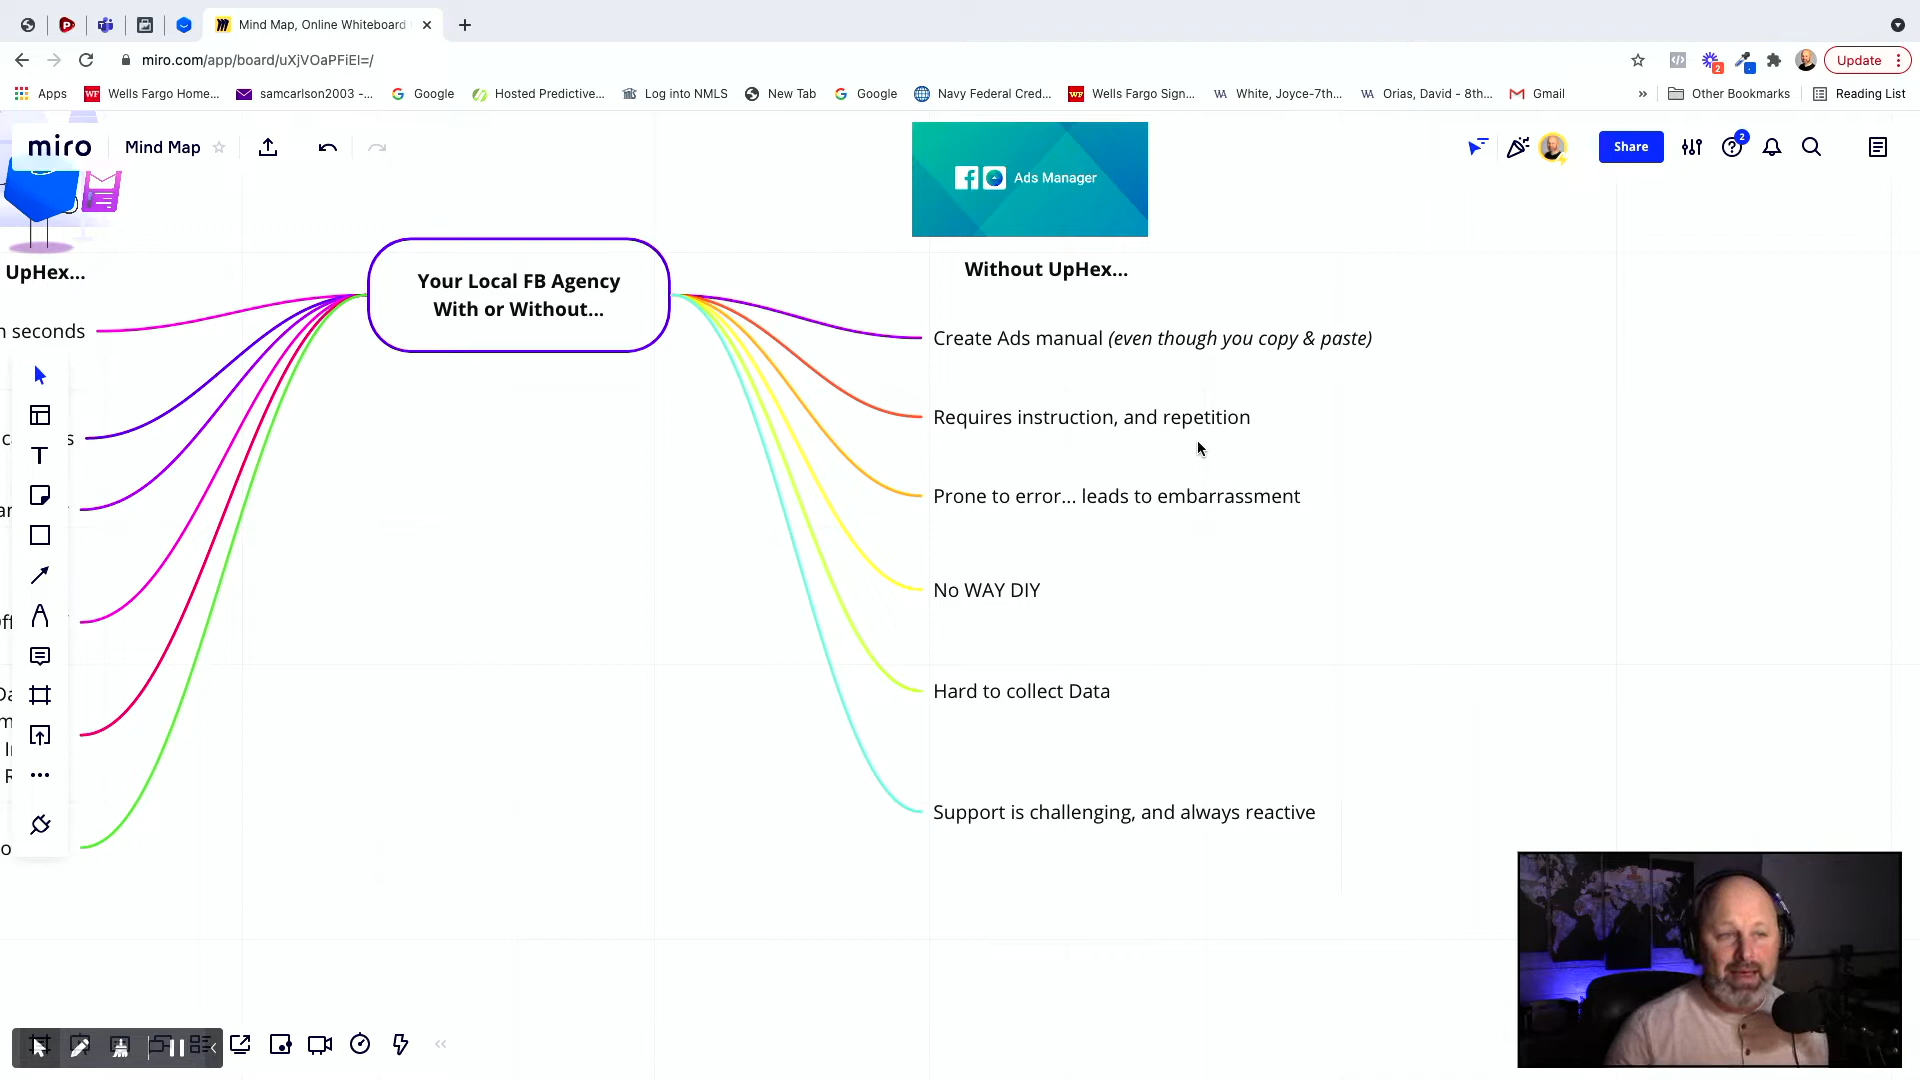 Mind Map, Online Whiteboard
miro.com/app/board/uXjVOaPFiEI=/
2
Update
Apps
Wells Fargo Home...
samcarlson2003 -...
Google
Hosted Predictive...
Log into NMLS
New Tab
Google
Navy Federal Cred...
Wells Fargo Sign...
White, Joyce-7th...
Orias, David - 8th...
Gmail
»
Other Bookmarks
Reading List
miro
Mind Map
Ads Manager
Share
2
UpHex...
Your Local FB Agency
With or Without...
Without UpHex...
n seconds
Create Ads manual (even though you copy & paste)
Requires instruction, and repetition
Prone to error... leads to embarrassment
No WAY DIY
Hard to collect Data
Support is challenging, and always reactive